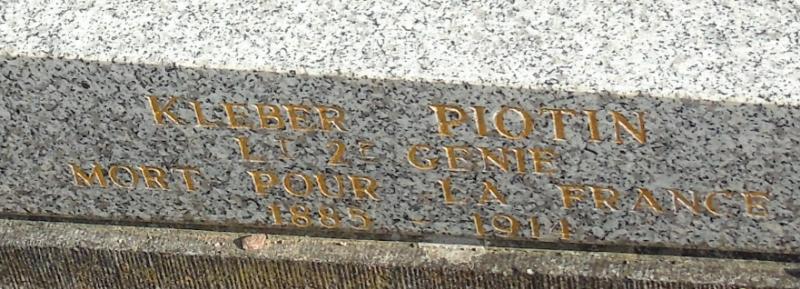 KLEBER PIOTIN
LT 2E GENIE
MORT POUR LA FRANCE
1885 - 1914